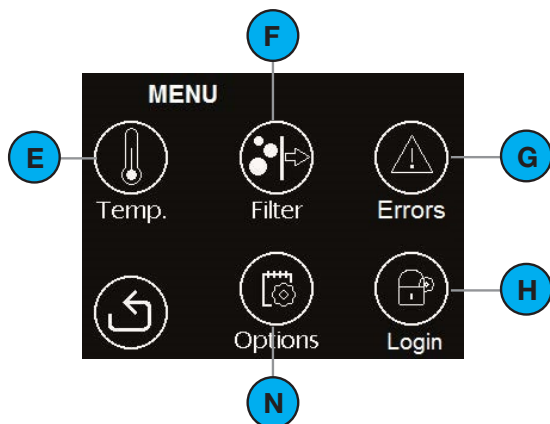 F
MENU
E
G
Temp.
Filter
Errors
H
Options
Login
N